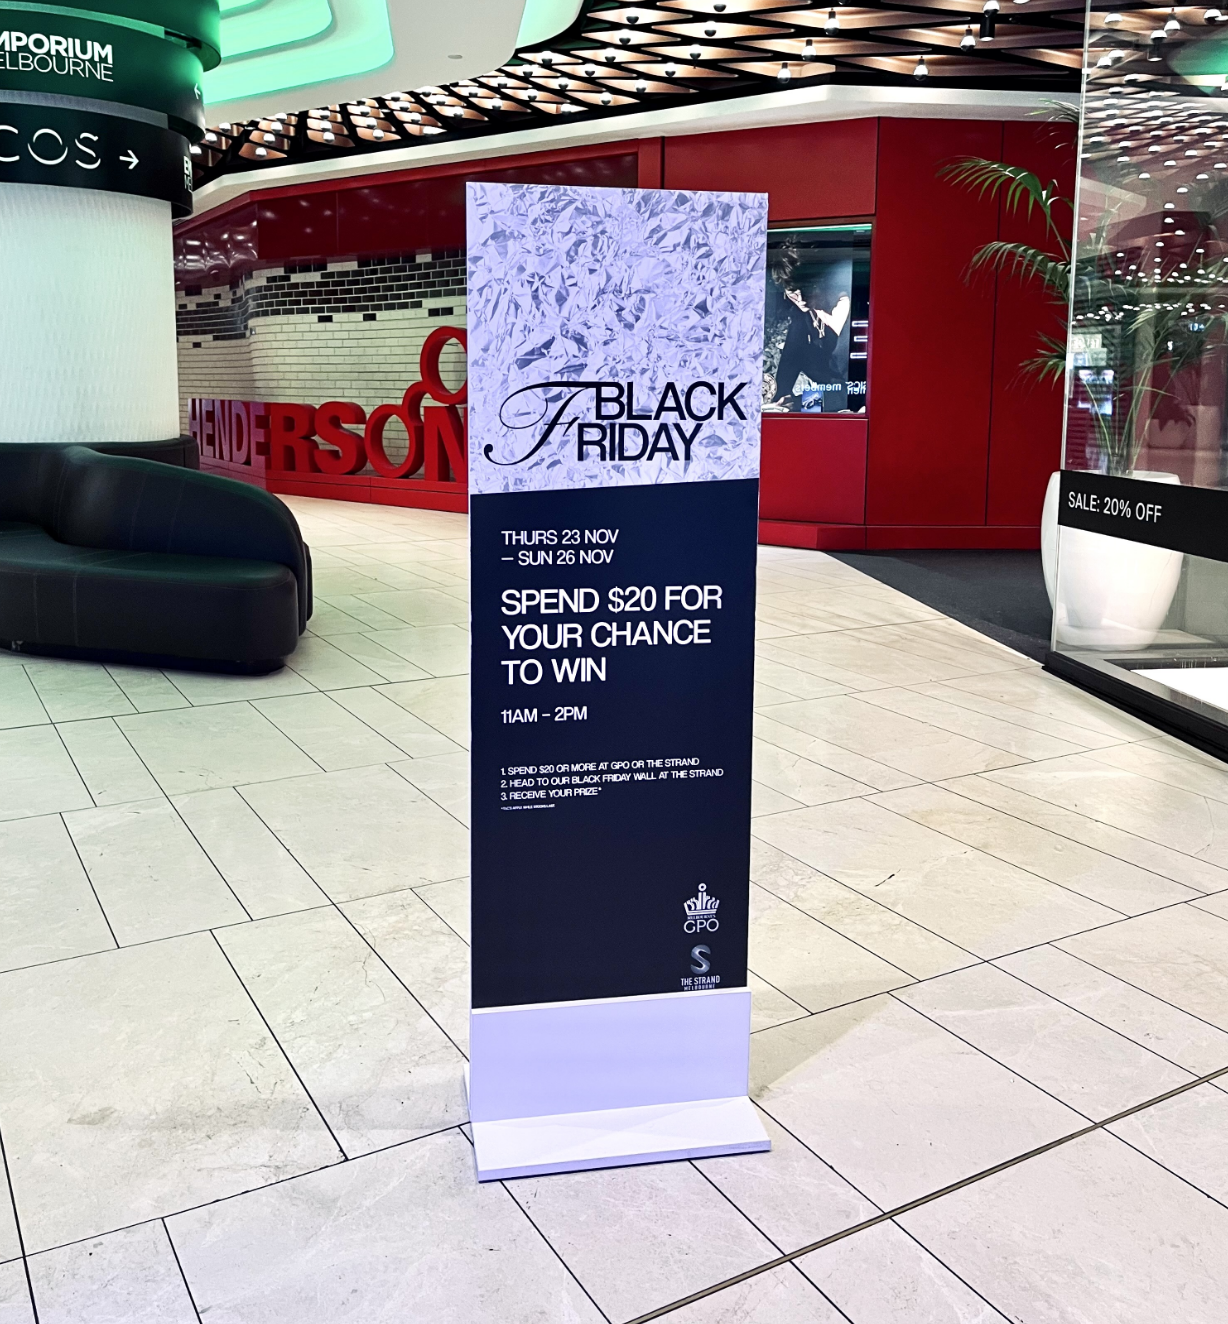 MPORIUM
ELBOURNE
COS →
HENDERSON
BLACK
FRIDAY
SALE: 20% OFF
THURS 23 NOV
– SUN 26 NOV
SPEND $20 FOR
YOUR CHANCE
TO WIN
11AM – 2PM
1. SPEND $20 OR MORE AT GPO OR THE STRAND
2. HEAD TO OUR BLACK FRIDAY WALL AT THE STRAND
3. RECEIVE YOUR PRIZE*
GPO
THE STRAND
MELBOURNE